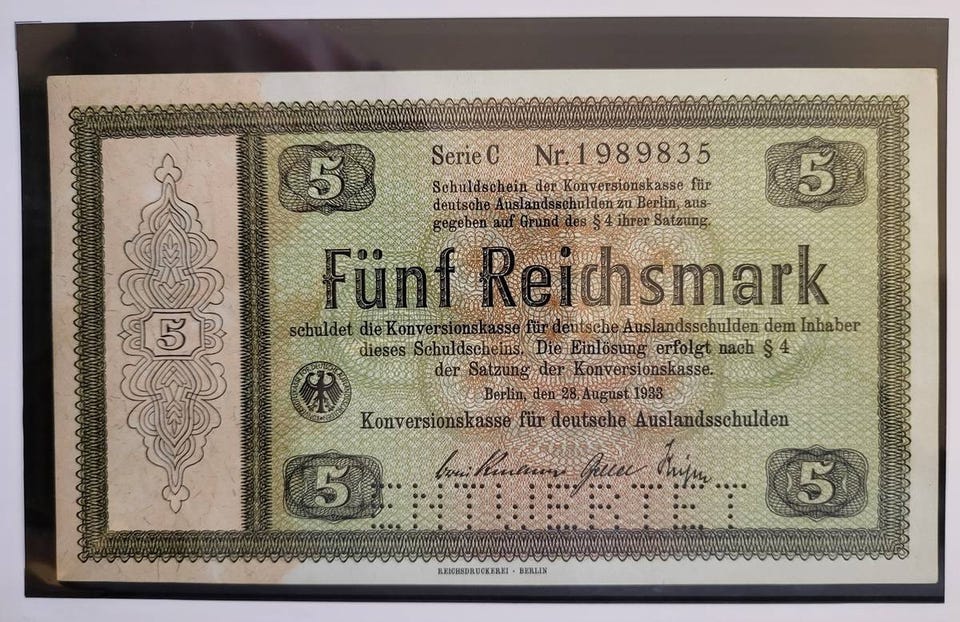 5 Serie C Nr. 1989835 5
Schuldschein der Konversionskasse für
deutsche Auslandsschulden zu Berlin, aus-
gegeben auf Grund des § 4 ihrer Satzung.
Fünf Reichsmark
schuldet die Konversionskasse für deutsche Auslandsschulden dem Inhaber
5
dieses Schuldscheins. Die Einlösung erfolgt nach § 4
der Satzung der Konversionskasse.
Berlin, den 28. August 1933
Konversionskasse für deutsche Auslandsschulden
5 5
ENTWERTET
REICHSDRUCKEREI · BERLIN